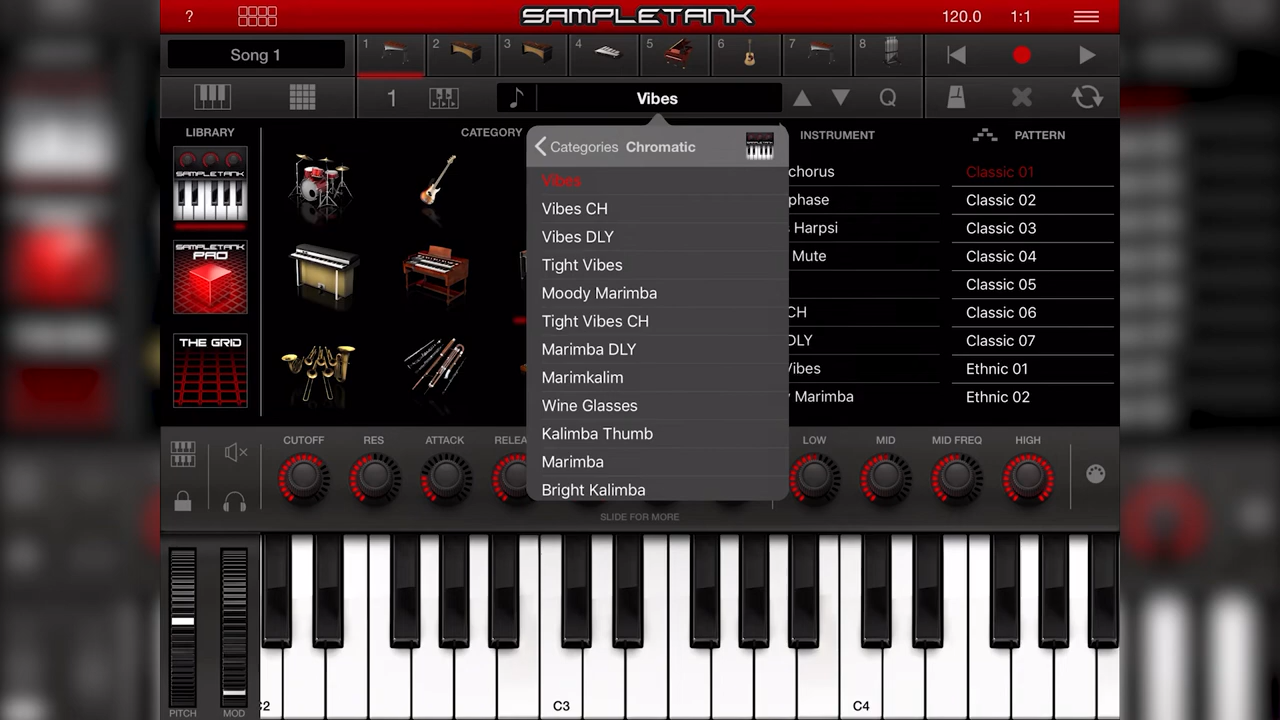 ?
SAMPLETANK
120.0
1:1
Song 1
1
2
3
4
5
6
7
8
1
Vibes
Q
LIBRARY
CATEGORY
INSTRUMENT
PATTERN
SAMPLETANK
SAMPLETANK
PRO
THE GRID
Categories
Chromatic
SAMPLETANK
Vibes
Vibes CH
Vibes DLY
Tight Vibes
Moody Marimba
Tight Vibes CH
Marimba DLY
Marimkalim
Wine Glasses
Kalimba Thumb
Marimba
Bright Kalimba
chorus
phase
Harpsi
Mute
CH
DLY
Marimba
Classic 01
Classic 02
Classic 03
Classic 04
Classic 05
Classic 06
Classic 07
Ethnic 01
Ethnic 02
CUTOFF
RES
ATTACK
LOW
MID
MID FREQ
HIGH
SLIDE FOR MORE
PITCH
MOD
C3
C4